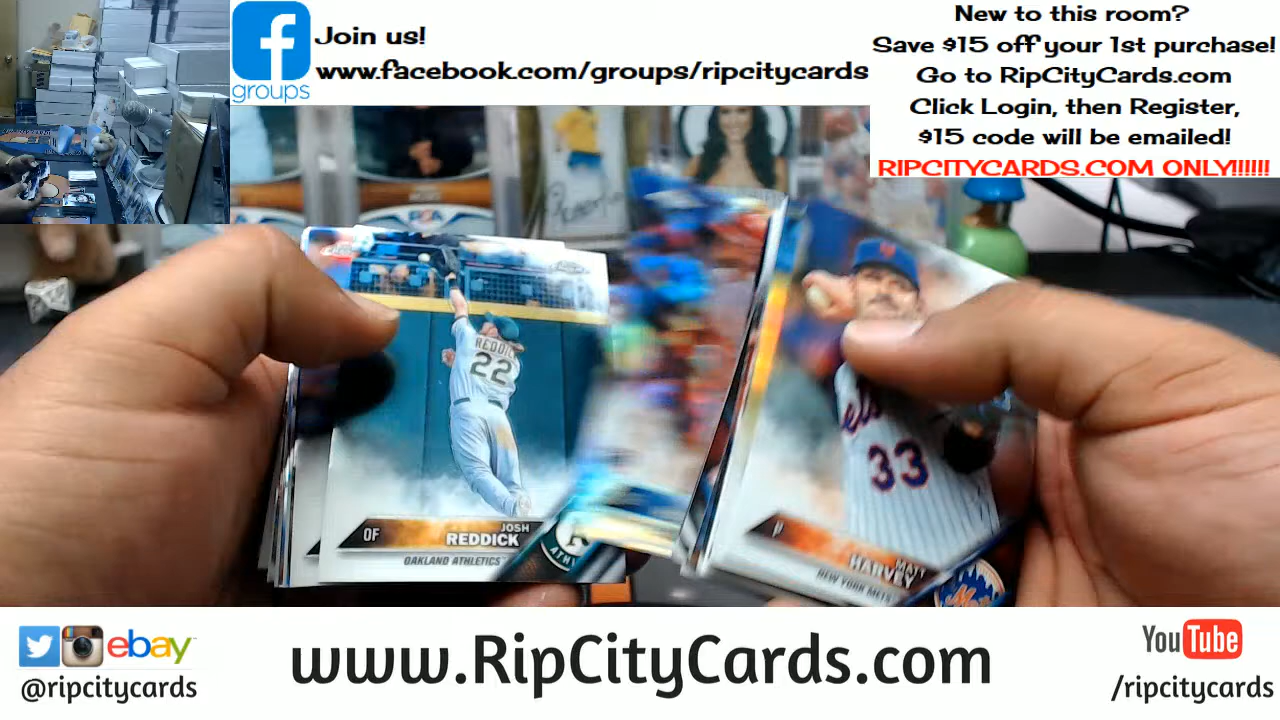 groups
Join us!
www.facebook.com/groups/ripcitycards
New to this room?
Save $15 off your 1st purchase!
Go to RipCityCards.com
Click Login, then Register,
$15 code will be emailed!
RIPCITYCARDS.COM ONLY!!!!!
REDDICK
22
OF
JOSH
REDDICK
OAKLAND ATHLETICS
33
P
MATT
HARVEY
NEW YORK METS
Mets
ebay
@ripcitycards
www.RipCityCards.com
YouTube
/ripcitycards